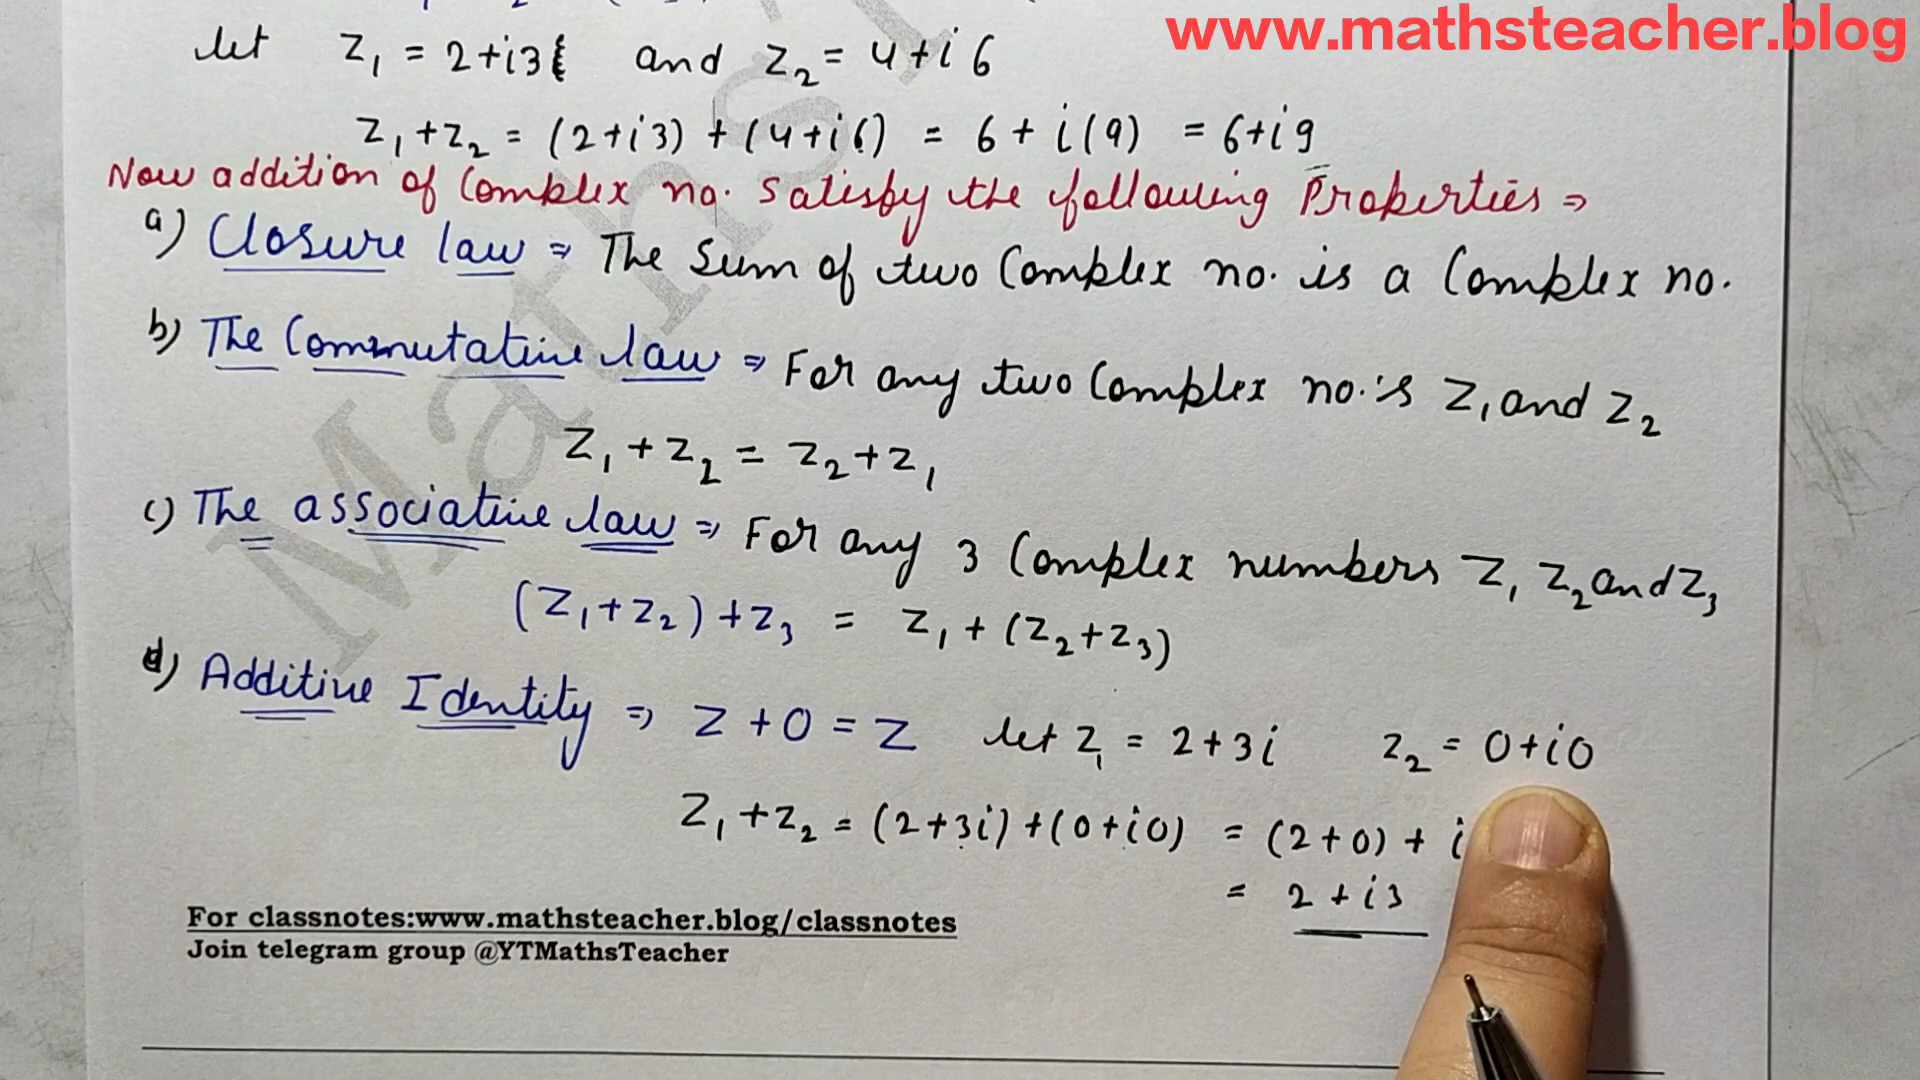 www.mathsteacher.blog
let z₁ = 2+i3 and z₂ = 4+i6
z₁+z₂ = (2+i3) + (4+i6) = 6 + i(9) = 6+i9
Now addition of Complex no. satisfy the following Properties ⇒
a) Closure law ⇒ The Sum of two Complex no. is a Complex no.
b) The Commutative law ⇒ For any two Complex no.'s z₁ and z₂
z₁+z₂ = z₂+z₁
c) The associative law ⇒ For any 3 Complex numbers z₁ z₂ and z₃
(z₁+z₂)+z₃ = z₁+(z₂+z₃)
d) Additive Identity ⇒ z+0=z let z₁ = 2+3i z₂ = 0+i0
z₁+z₂ = (2+3i)+(0+i0) = (2+0) + i
= 2+i3
For classnotes:www.mathsteacher.blog/classnotes
Join telegram group @YTMathsTeacher
Maths